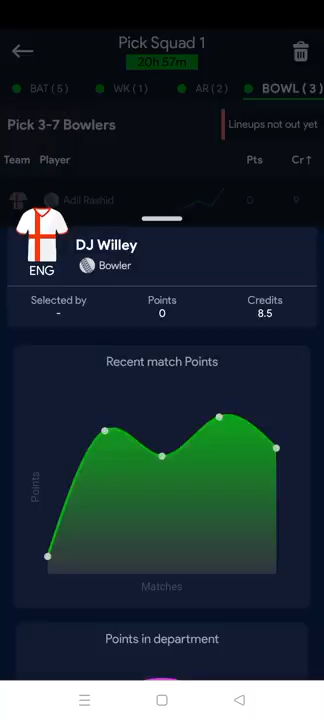 Pick Squad 1
20h 57m
BAT ( 5 ) WK ( 1 ) AR ( 2 ) BOWL ( 3 )
Pick 3-7 Bowlers Lineups not out yet
Team Player Pts Cr↑
Adil Rashid 0 9
DJ Willey
Bowler
ENG
Selected by Points Credits
- 0 8.5
Recent match Points
Points
Matches
Points in department